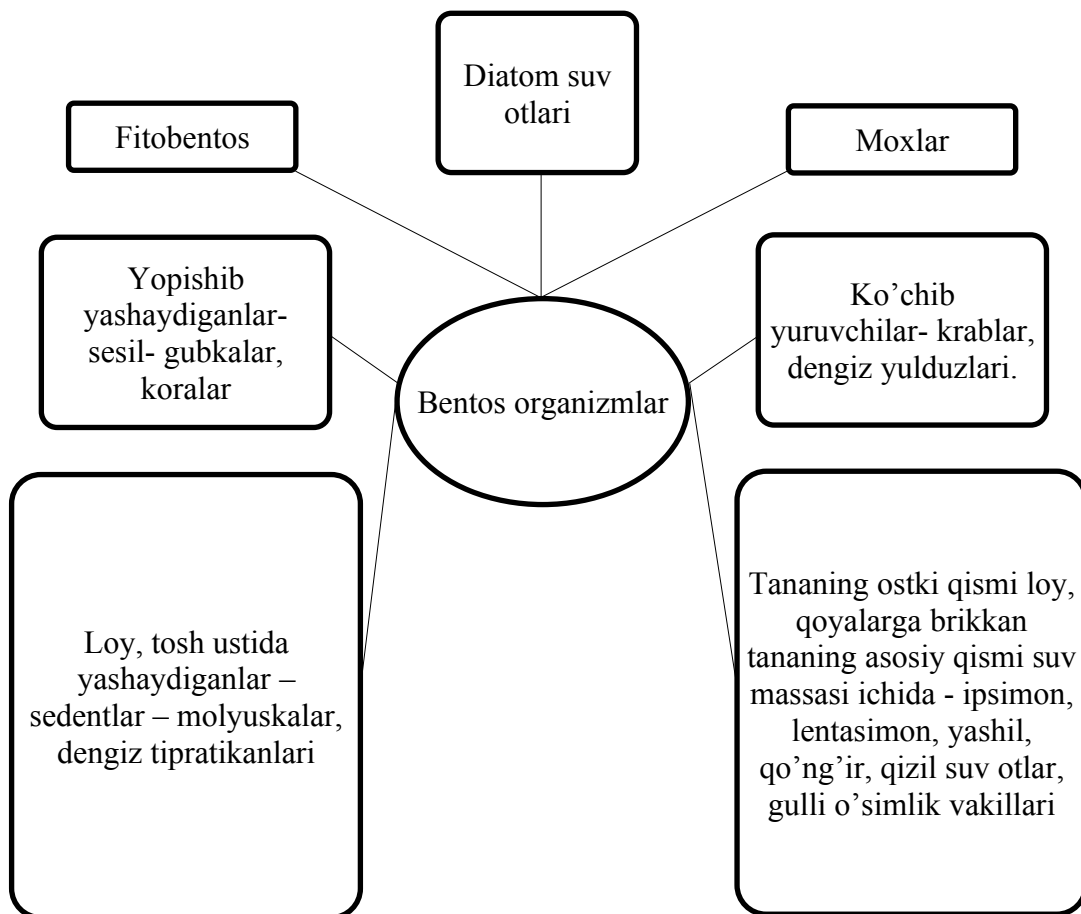 Diatom suv
otlari
Fitobentos
Moxlar
Yopishib
yashaydiganlar-
sesil- gubkalar,
koralar
Ko’chib
yuruvchilar- krablar,
dengiz yulduzlari.
Bentos organizmlar
Loy, tosh ustida
yashaydiganlar –
sedentlar – molyuskalar,
dengiz tipratikanlari
Tananing ostki qismi loy,
qoyalarga brikkan
tananing asosiy qismi suv
massasi ichida - ipsimon,
lentasimon, yashil,
qo’ng’ir, qizil suv otlar,
gulli o’simlik vakillari